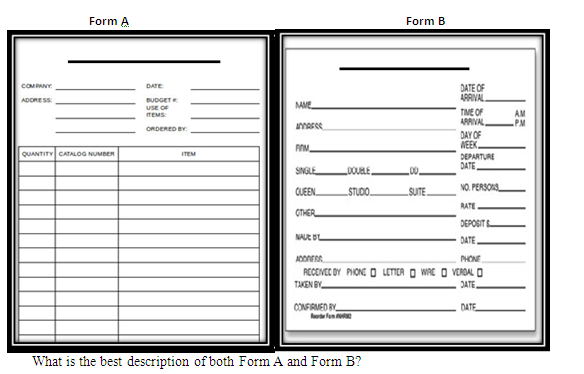 Form A
Form B
COMPANY:
DATE:
ADDRESS:
BUDGET #:
USE OF
ITEMS:
ORDERED BY:
QUANTITY CATALOG NUMBER ITEM
DATE OF
ARRIVAL
NAME
TIME OF
ARRIVAL
A.M
P.M
ADDRESS
DAY OF
WEEK
FIRM
DEPARTURE
DATE
SINGLE DOUBLE DD
QUEEN STUDIO SUITE NO. PERSONS
RATE
OTHER
DEPOSIT $
MADE BY DATE
ADDRESS PHONE
RECEIVED BY PHONE LETTER WIRE VERBAL
TAKEN BY DATE
CONFIRMED BY DATE
Reorder Form
What is the best description of both Form A and Form B?